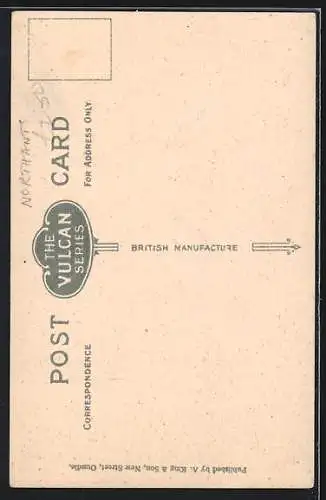 NORTHANTS
POST CARD
THE
VULCAN
SERIES
CORRESPONDENCE
FOR ADDRESS ONLY.
BRITISH MANUFACTURE
Published by A. King & Son, New Street, Oundle.